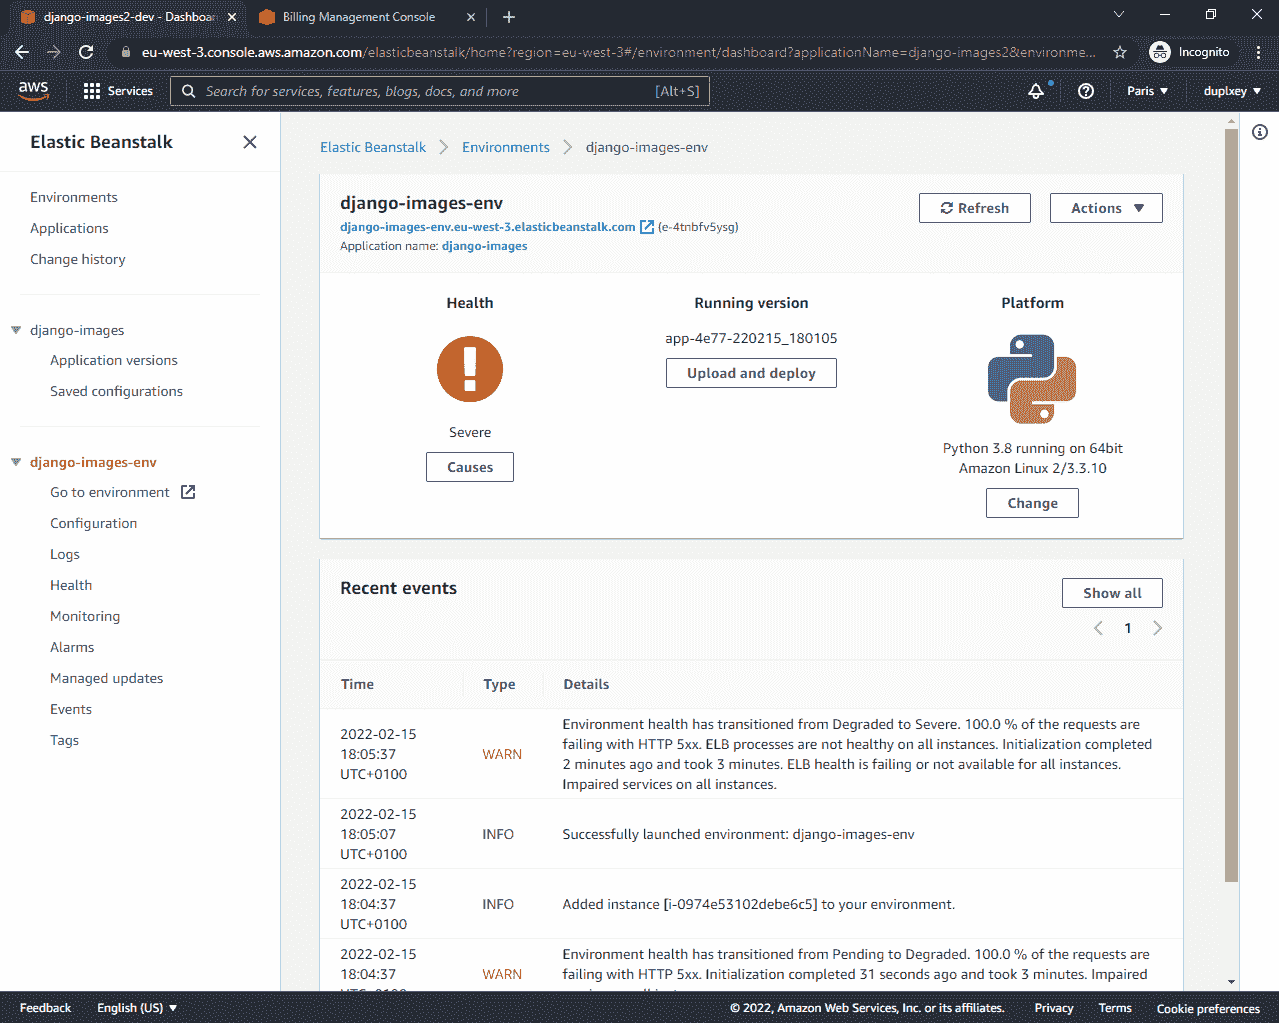 django-images2-dev - Dashboar
Billing Management Console
eu-west-3.console.aws.amazon.com/elasticbeanstalk/home?region=eu-west-3#/environment/dashboard?applicationName=django-images2&environme...
Incognito
aws
Services
Search for services, features, blogs, docs, and more
[Alt+S]
Paris
duplxey
Elastic Beanstalk
Environments
Applications
Change history
django-images
Application versions
Saved configurations
django-images-env
Go to environment
Configuration
Logs
Health
Monitoring
Alarms
Managed updates
Events
Tags
Elastic Beanstalk
Environments
django-images-env
django-images-env
django-images-env.eu-west-3.elasticbeanstalk.com (e-4tnbfv5ysg)
Application name: django-images
Refresh
Actions
Health
Severe
Causes
Running version
app-4e77-220215_180105
Upload and deploy
Platform
Python 3.8 running on 64bit
Amazon Linux 2/3.3.10
Change
Recent events
Show all
1
Time
Type
Details
2022-02-15
18:05:37
UTC+0100
WARN
Environment health has transitioned from Degraded to Severe. 100.0 % of the requests are
failing with HTTP 5xx. ELB processes are not healthy on all instances. Initialization completed
2 minutes ago and took 3 minutes. ELB health is failing or not available for all instances.
Impaired services on all instances.
2022-02-15
18:05:07
UTC+0100
INFO
Successfully launched environment: django-images-env
2022-02-15
18:04:37
UTC+0100
INFO
Added instance [i-0974e53102debe6c5] to your environment.
2022-02-15
18:04:37
WARN
Environment health has transitioned from Pending to Degraded. 100.0 % of the requests are
failing with HTTP 5xx. Initialization completed 31 seconds ago and took 3 minutes. Impaired
Feedback
English (US)
© 2022, Amazon Web Services, Inc. or its affiliates.
Privacy
Terms
Cookie preferences